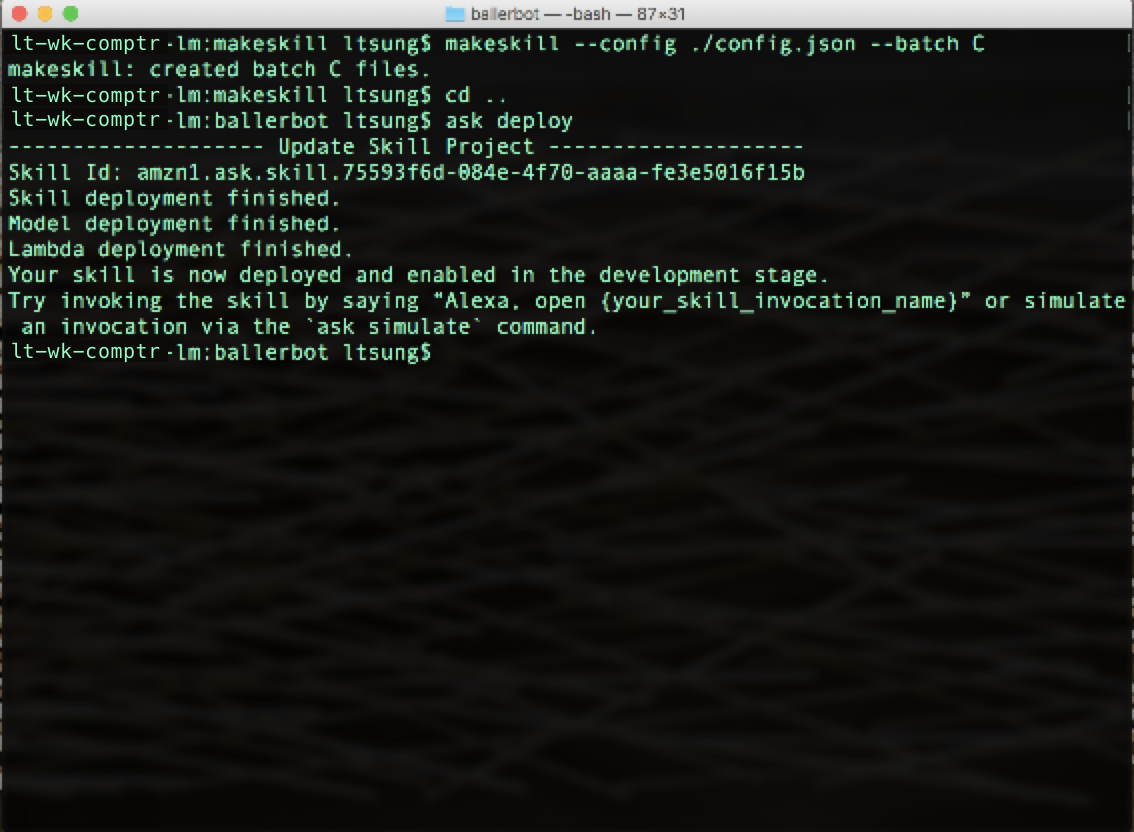 ballerbot — -bash — 87×31
lt-wk-comptr-lm:makeskill ltsung$ makeskill --config ./config.json --batch C
makeskill: created batch C files.
lt-wk-comptr-lm:makeskill ltsung$ cd ..
lt-wk-comptr-lm:ballerbot ltsung$ ask deploy
-------------------- Update Skill Project --------------------
Skill Id: amzn1.ask.skill.75593f6d-084e-4f70-aaaa-fe3e5016f15b
Skill deployment finished.
Model deployment finished.
Lambda deployment finished.
Your skill is now deployed and enabled in the development stage.
Try invoking the skill by saying “Alexa, open {your_skill_invocation_name}” or simulate
an invocation via the `ask simulate` command.
lt-wk-comptr-lm:ballerbot ltsung$